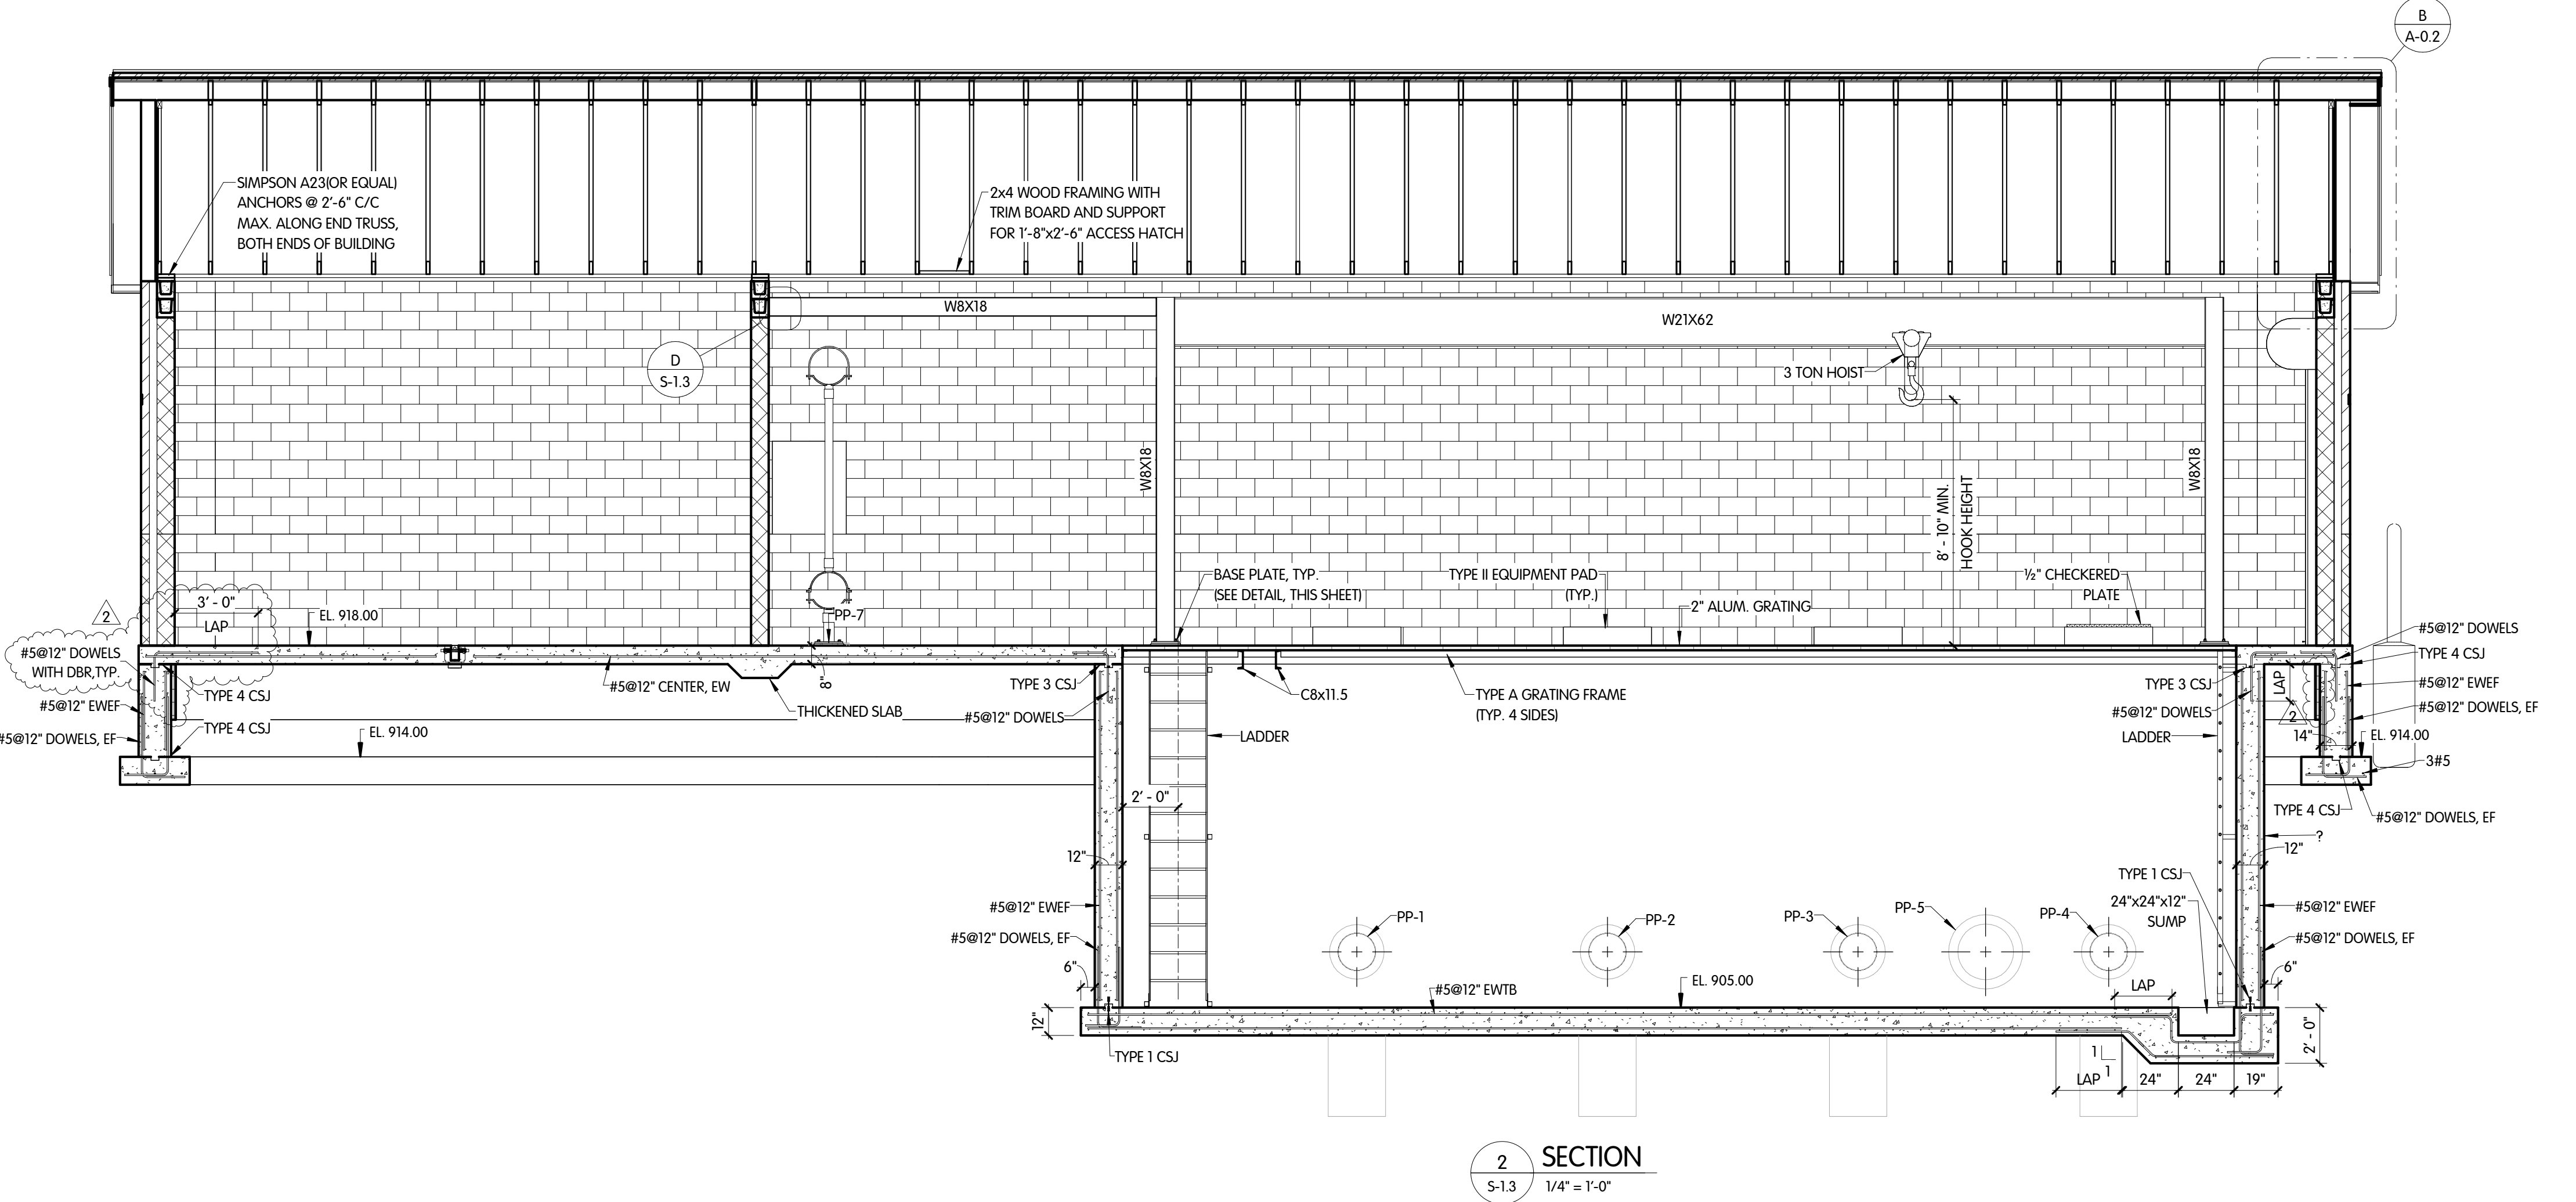 B
A-0.2
SIMPSON A23(OR EQUAL)
ANCHORS @ 2'-6" C/C
MAX. ALONG END TRUSS,
BOTH ENDS OF BUILDING
2x4 WOOD FRAMING WITH
TRIM BOARD AND SUPPORT
FOR 1'-8"x2'-6" ACCESS HATCH
W8X18
W21X62
D
S-1.3
3 TON HOIST
W8X18
W8X18
8' - 10" MIN.
HOOK HEIGHT
BASE PLATE, TYP.
(SEE DETAIL, THIS SHEET)
TYPE II EQUIPMENT PAD
(TYP.)
2" ALUM. GRATING
½" CHECKERED
PLATE
2
3' - 0"
LAP
EL. 918.00
PP-7
#5@12" DOWELS
WITH DBR,TYP.
#5@12" EWEF
#5@12" DOWELS, EF
TYPE 4 CSJ
TYPE 4 CSJ
EL. 914.00
#5@12" CENTER, EW
THICKENED SLAB
8"
TYPE 3 CSJ
#5@12" DOWELS
C8x11.5
TYPE A GRATING FRAME
(TYP. 4 SIDES)
LADDER
TYPE 3 CSJ
#5@12" DOWELS
LADDER
LAP
2
14"
#5@12" DOWELS
TYPE 4 CSJ
#5@12" EWEF
#5@12" DOWELS, EF
EL. 914.00
3#5
TYPE 4 CSJ
#5@12" DOWELS, EF
?
12"
2' - 0"
12"
#5@12" EWEF
#5@12" DOWELS, EF
6"
12"
TYPE 1 CSJ
PP-1
PP-2
PP-3
PP-5
PP-4
#5@12" EWTB
EL. 905.00
TYPE 1 CSJ
24"x24"x12"
SUMP
LAP
#5@12" EWEF
#5@12" DOWELS, EF
6"
2' - 0"
1
1
LAP
24"
24"
19"
2
S-1.3
SECTION
1/4" = 1'-0"